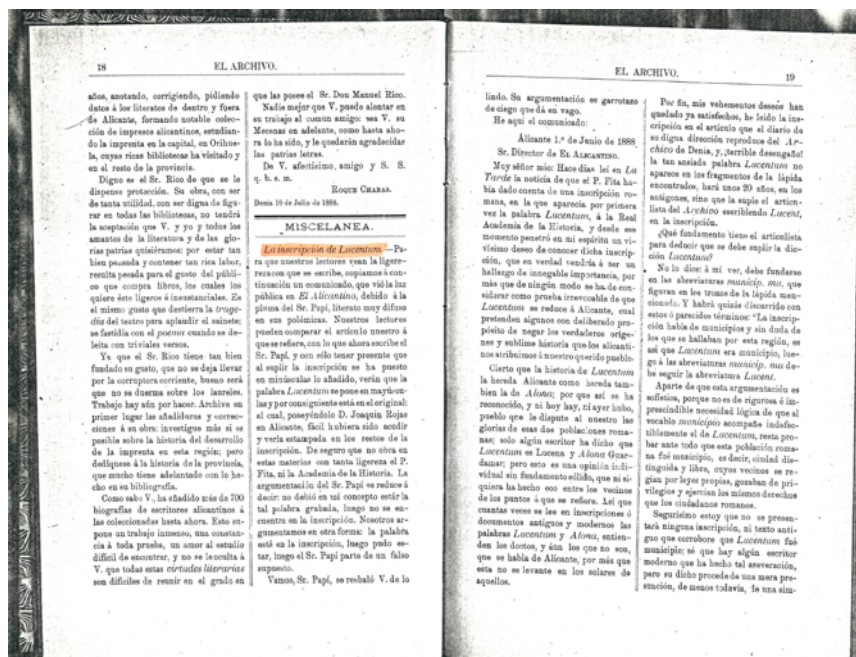 18
EL ARCHIVO.
años, anotando, corrigiendo, pidiendo
datos á los literatos de dentro y fuera
de Alicante, formando notable colec-
ción de impresos alicantinos, estudian-
do la imprenta en la capital, en Orihue-
la, cuyas ricas bibliotecas ha visitado y
en el resto de la provincia.
Digno es el Sr. Rico de que se le
dispense protección. Su obra, con ser
de tanta utilidad, con ser digna de figu-
rar en todas las bibliotecas, no tendrá
la aceptación que V. y yo y todos los
amantes de la literatura y de las glo-
rias patrias quisiéramos: por estar tan
bien pensada y contener tan rica labor,
resulta pesada para el gusto del públi-
co que compra libros, los cuales los
quiere éste ligeros é insustanciales. Es
el mismo gusto que destierra la trage-
dia del teatro para aplaudir el sainete;
se fastidia con el poema cuando se de-
leita con triviales versos.
Ya que el Sr. Rico tiene tan bien
fundado su gusto, que no se deja llevar
por la corruptora corriente, bueno será
que no se duerma sobre los laureles.
Trabajo hay aún por hacer. Archive en
primer lugar las añadiduras y correc-
ciones á su obra: investigue más si es
posible sobre la historia del desarrollo
de la imprenta en esta región; pero
dedíquese á la historia de la provincia,
que mucho tiene adelantado con lo he-
cho en su bibliografía.
Como sabe V., ha añadido más de 700
biografías de escritores alicantinos á
las coleccionadas hasta ahora. Esto su-
pone un trabajo inmenso, una constan-
cia á toda prueba, un amor al estudio
difícil de encontrar, y no se le oculta á
V. que todas estas virtudes literarias
son difíciles de reunir en el grado en
que las posee el Sr. Don Manuel Rico.
Nadie mejor que V. puede alentar en
su trabajo al comun amigo: sea V. su
Mecenas en adelante, como hasta aho-
ra lo ha sido, y le quedarán agradecidas
las patrias letras.
De V. afectísimo, amigo y S. S.
q. b. s. m.
ROQUE CHABAS.
Denia 10 de Julio de 1888.
MISCELANEA.
La inscripción de Lucentum.—Pa-
ra que nuestros lectores vean la ligere-
reza con que se escribe, copiamos á con-
tinuación un comunicado, que vió la luz
pública en El Alicantino, debido á la
pluma del Sr. Papí, literato muy difuso
en sus polémicas. Nuestros lectores
pueden comparar el artículo nuestro á
que se refiere, con lo que ahora escribe el
Sr. Papí, y con sólo tener presente que
al suplir la inscripción se ha puesto
en minúsculas lo añadido, verán que la
palabra Lucentum se pone en mayúscu-
las y por consiguiente está en el original:
al cual, poseyéndolo D. Joaquin Rojas
en Alicante, fácil hubiera sido acudir
y verla estampada en los restos de la
inscripción. De seguro que no obra en
estas materias con tanta ligereza el P.
Fita, ni la Academia de la Historia. La
argumentación del Sr. Papí se reduce á
decir: no debió en tal concepto estár la
tal palabra grabada, luego no se en-
cuentra en la inscripción. Nosotros ar-
gumentamos en otra forma: la palabra
está en la inscripción, luego pudo es-
tar, luego el Sr. Papí parte de un falso
supuesto.
Vamos, Sr. Papí, se resbaló V. de lo
EL ARCHIVO.
19
lindo. Su argumentación es garrotazo
de ciego que dá en vago.
He aquí el comunicado:
Alicante 1.º de Junio de 1888.
Sr. Director de EL ALICANTINO.
Muy señor mío: Hace días leí en La
Tarde la noticia de que el P. Fita ha-
bía dado cuenta de una inscripción ro-
mana, en la que aparecía por primera
vez la palabra Lucentum, á la Real
Academia de la Historia, y desde ese
momento penetró en mi espíritu un vi-
vísimo deseo de conocer dicha inscrip-
ción, que en verdad vendría á ser un
hallazgo de innegable importancia, por
más que de ningún modo se ha de con-
siderar como prueba irrevocable de que
Lucentum se reduce á Alicante, cual
pretenden algunos con deliberado pro-
pósito de negar los verdaderos oríge-
nes y sublime historia que los alicanti-
nos atribuimos á nuestro querido pueblo.
Cierto que la historia de Lucentum
la hereda Alicante como hereda tam-
bien la de Alona; por que así se ha
reconocido, y ni hoy hay, ni ayer hubo,
pueblo que le dispute al nuestro las
glorias de esas dos poblaciones roma-
nas; solo algún escritor ha dicho que
Lucentum es Lucena y Alona Guar-
damar; pero esto es una opinión indi-
vidual sin fundamento sólido, que ni si-
quiera ha hecho eco entre los vecinos
de los puntos á que se refiere. Así que
cuantas veces se lee en inscripciones ó
documentos antiguos y modernos las
palabras Lucentum y Alona, entien-
den los doctos, y aún los que no son,
que se habla de Alicante, por más que
esta no se levante en los solares de
aquellos.
Por fin, mis vehementos deseos han
quedado ya satisfechos, he leído la ins-
cripción en el artículo que el diario de
su digna dirección reproduce del Ar-
chivo de Denia, y, ¡terrible desengaño!
la tan ansiada palabra Lucentum no
aparece en los fragmentos de la lápida
encontrados, hará unos 20 años, en los
antigones, sino que la suple el articu-
lista del Archivo escribiendo Lucent,
en la inscripción.
¿Qué fundamento tiene el articulista
para deducir que se debe suplir la dic-
ción Lucentum?
No lo dice: á mi ver, debe fundarse
en las abreviaturas municip. mu, que
figuran en los trozos de la lápida men-
cionada. Y habrá quizás discurrido con
estos ó parecidos términos: "La inscrip-
ción habla de municipios y sin duda de
los que se hallaban por esta región, es
así que Lucentum era municipio, lue-
go á las abreviaturas municip. mu de-
be seguir la abreviatura Lucent.
Aparte de que esta argumentación es
sofística, porque no es de rigurosa é im-
prescindible necesidad lógica de que al
vocablo municipio acompañe indefec-
tiblemente el de Lucentum, resta pro-
bar ante todo que esta población roma-
na fué municipio, es decir, ciudad dis-
tinguida y libre, cuyos vecinos se re-
gían por leyes propias, gozaban de pri-
vilegios y ejercían los mismos derechos
que los ciudadanos romanos.
Segurísimo estoy que no se presen-
tará ninguna inscripción, ni texto anti-
guo que corrobore que Lucentum fué
municipio; sé que hay algún escritor
moderno que ha hecho tal aseveración,
pero su dicho procede de una mera pre-
sunción, de menos todavía, de una sim-